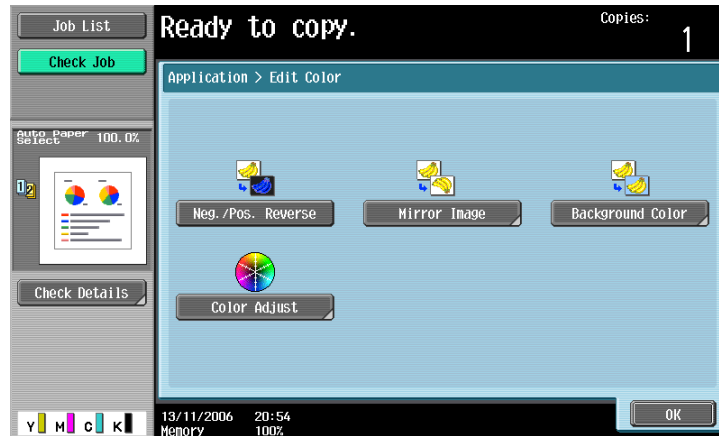 Job List
Ready to copy.
Copies:
1
Check Job
Application > Edit Color
Auto Paper
Select
100.0%
12
Neg./Pos. Reverse
Mirror Image
Background Color
Check Details
Color Adjust
Y M C K
13/11/2006 20:54
Memory 100%
OK